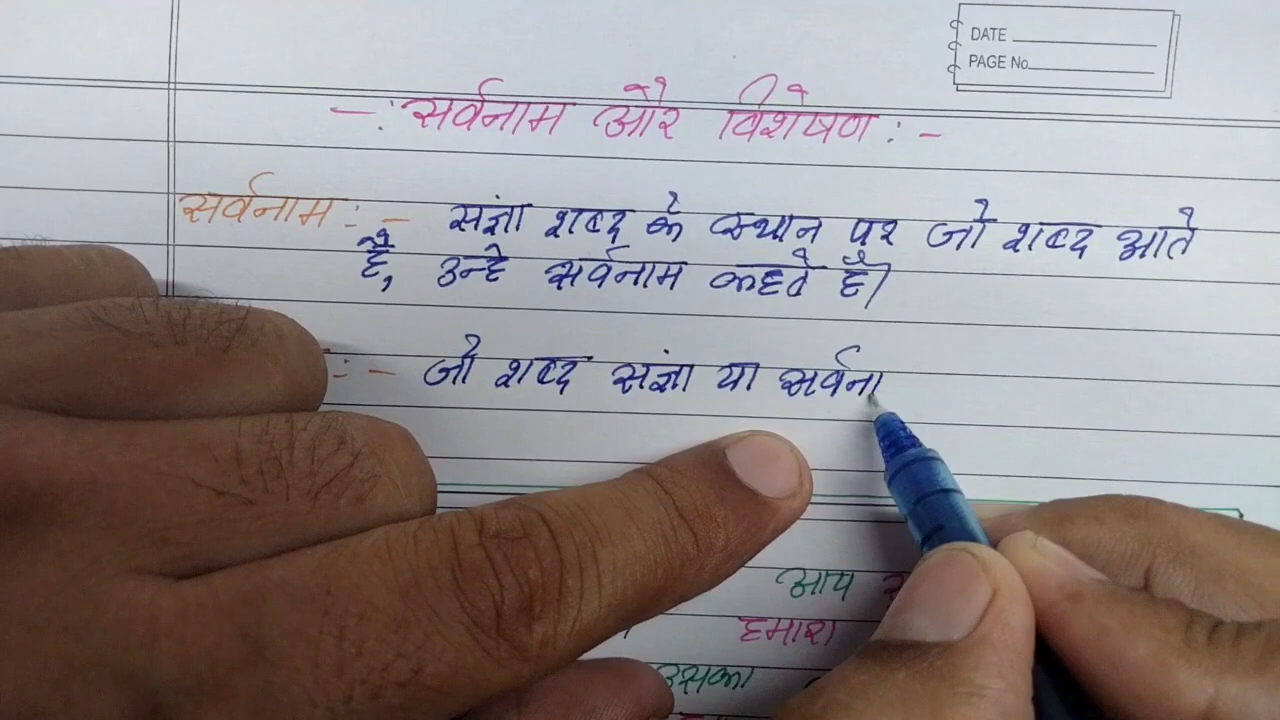 DATE
PAGE No.
-: सर्वनाम और विशेषण :-
सर्वनाम :- संज्ञा शब्द के स्थान पर जो शब्द आते
हैं, उन्हे सर्वनाम कहते हैं।
:- जो शब्द संज्ञा या सर्वना
आप
हमारा
उसका